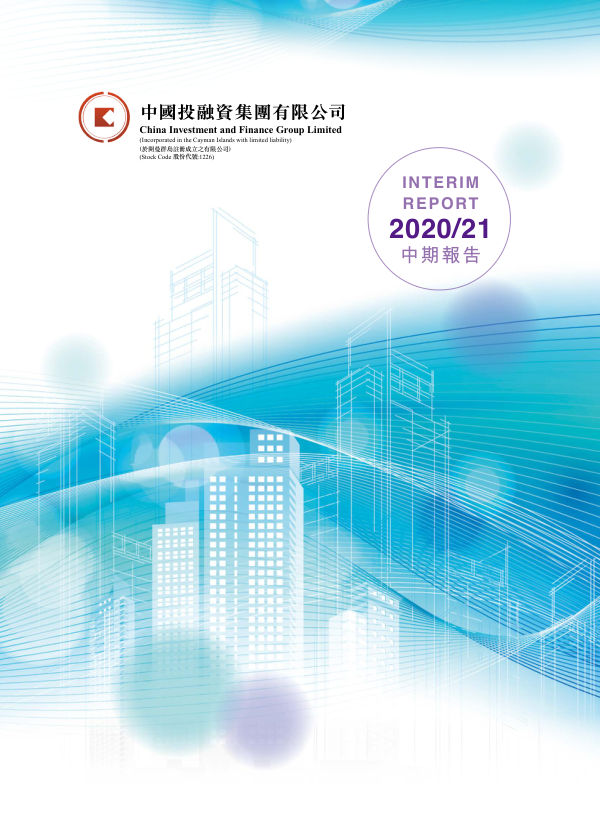 中國投融資集團有限公司
China Investment and Finance Group Limited
(Incorporated in the Cayman Islands with limited liability)
(於開曼群島註冊成立之有限公司)
(Stock Code 股份代號:1226)
INTERIM
REPORT
2020/21
中期報告